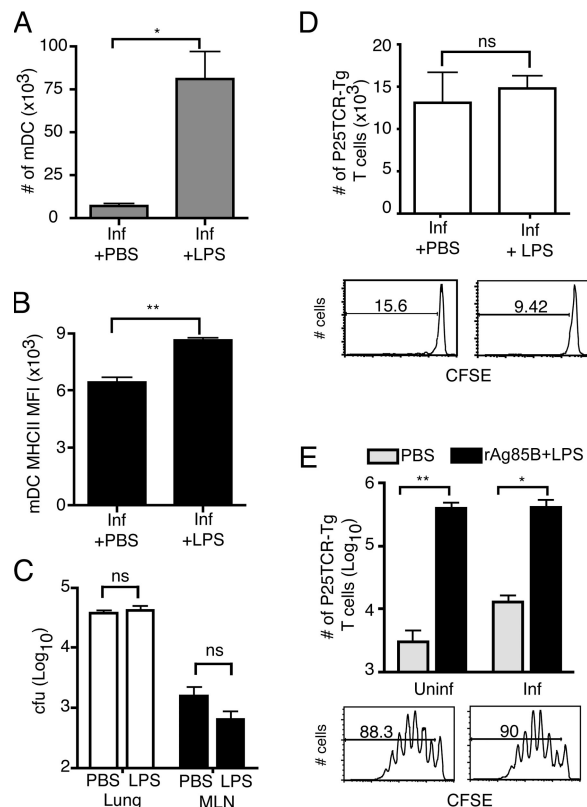 A
# of mDC (x10³)
100
75
50
25
0
*
Inf
+PBS
Inf
+LPS
B
mDC MHCII MFI (x10³)
9
6
3
0
**
Inf
+PBS
Inf
+LPS
C
cfu (Log₁₀)
5
4
3
2
ns
ns
PBS LPS
Lung
PBS LPS
MLN
D
# of P25TCR-Tg
T cells (x10³)
20
15
10
5
0
ns
Inf
+PBS
Inf
+ LPS
# cells
15.6
9.42
CFSE
E
PBS
rAg85B+LPS
# of P25TCR-Tg
T cells (Log₁₀)
6
5
4
3
**
*
Uninf
Inf
# cells
88.3
90
CFSE